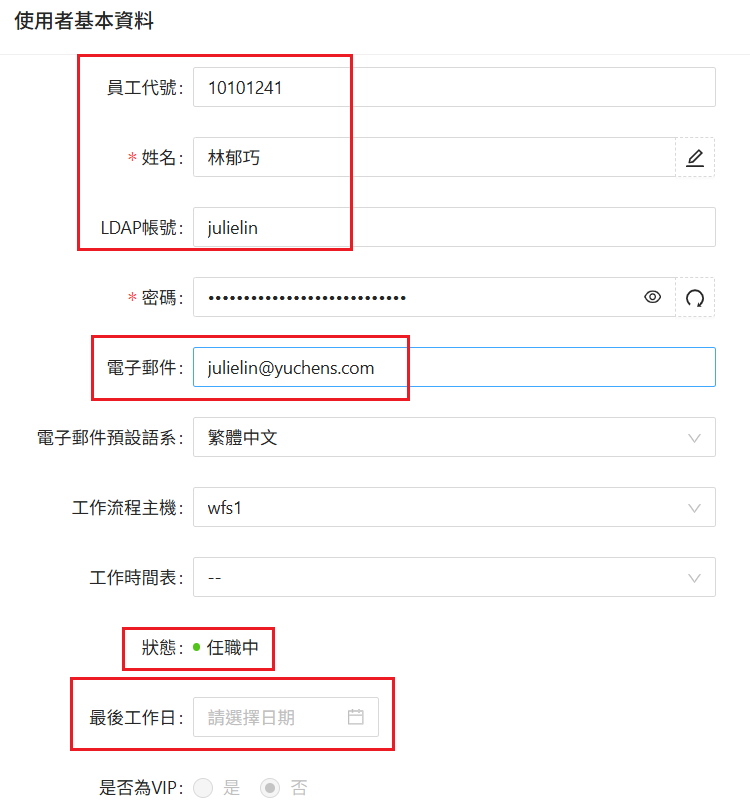 使用者基本資料
員工代號: 10101241
* 姓名: 林郁巧
LDAP帳號: julielin
* 密碼: ••••••••••••••••••••••••••••
電子郵件: julielin@yuchens.com
電子郵件預設語系: 繁體中文
工作流程主機: wfs1
工作時間表: --
狀態: 任職中
最後工作日: 請選擇日期
是否為VIP: 是 否